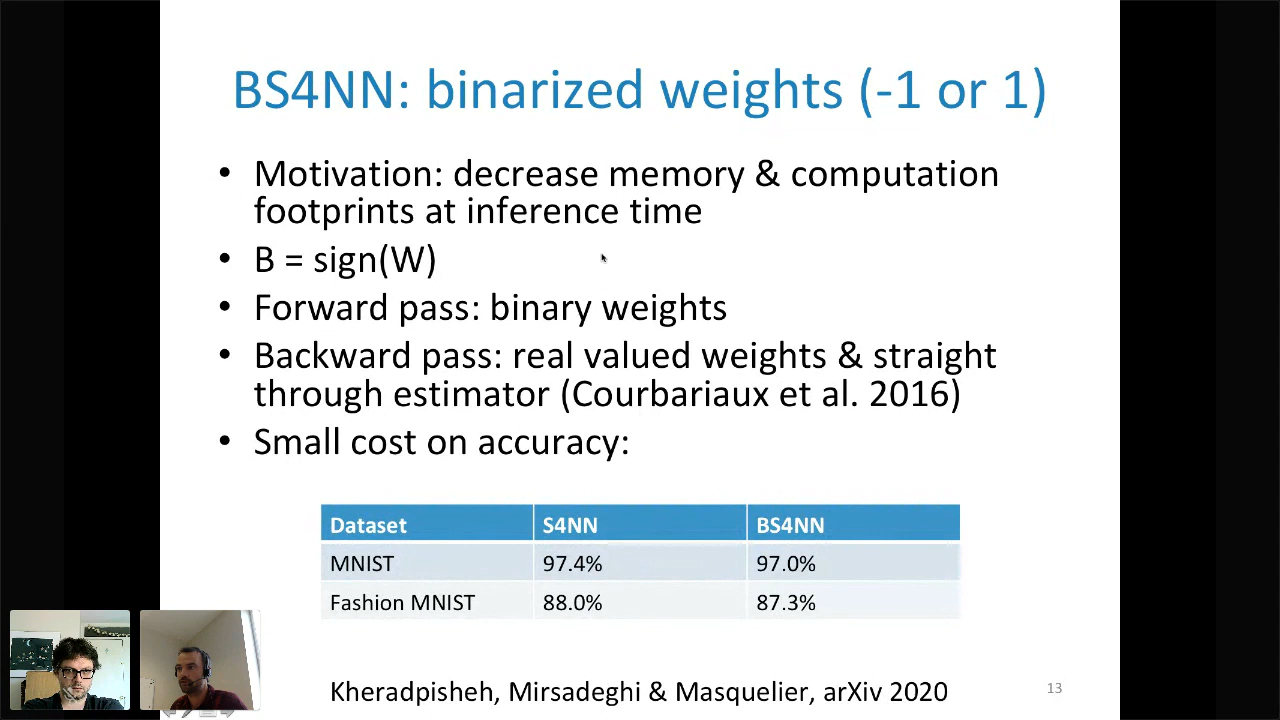 BS4NN: binarized weights (-1 or 1)
• Motivation: decrease memory & computation
footprints at inference time
• B = sign(W)
• Forward pass: binary weights
• Backward pass: real valued weights & straight
through estimator (Courbariaux et al. 2016)
• Small cost on accuracy:
Dataset S4NN BS4NN
MNIST 97.4% 97.0%
Fashion MNIST 88.0% 87.3%
Kheradpisheh, Mirsadeghi & Masquelier, arXiv 2020
13